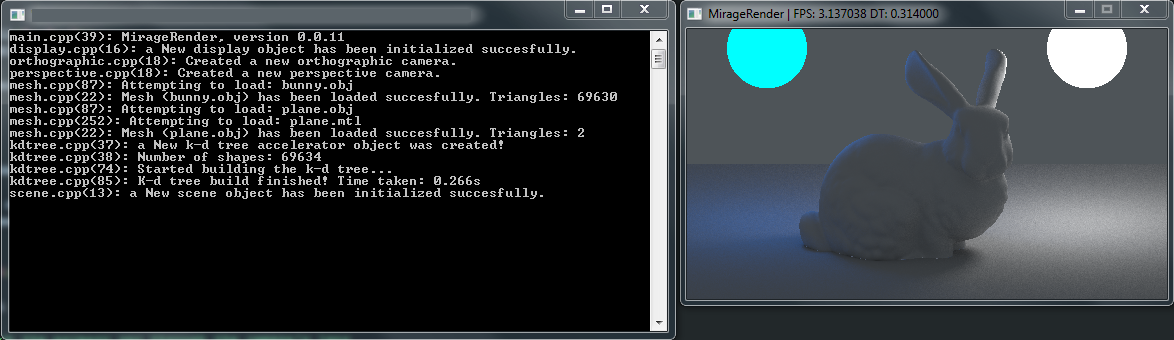 main.cpp(39): MirageRender, version 0.0.11
display.cpp(16): a New display object has been initialized succesfully.
orthographic.cpp(18): Created a new orthographic camera.
perspective.cpp(18): Created a new perspective camera.
mesh.cpp(87): Attempting to load: bunny.obj
mesh.cpp(22): Mesh (bunny.obj) has been loaded succesfully. Triangles: 69630
mesh.cpp(87): Attempting to load: plane.obj
mesh.cpp(252): Attempting to load: plane.mtl
mesh.cpp(22): Mesh (plane.obj) has been loaded succesfully. Triangles: 2
kdtree.cpp(37): a New k-d tree accelerator object was created!
kdtree.cpp(38): Number of shapes: 69634
kdtree.cpp(74): Started building the k-d tree...
kdtree.cpp(85): K-d tree build finished! Time taken: 0.266s
scene.cpp(13): a New scene object has been initialized succesfully.
MirageRender | FPS: 3.137038 DT: 0.314000